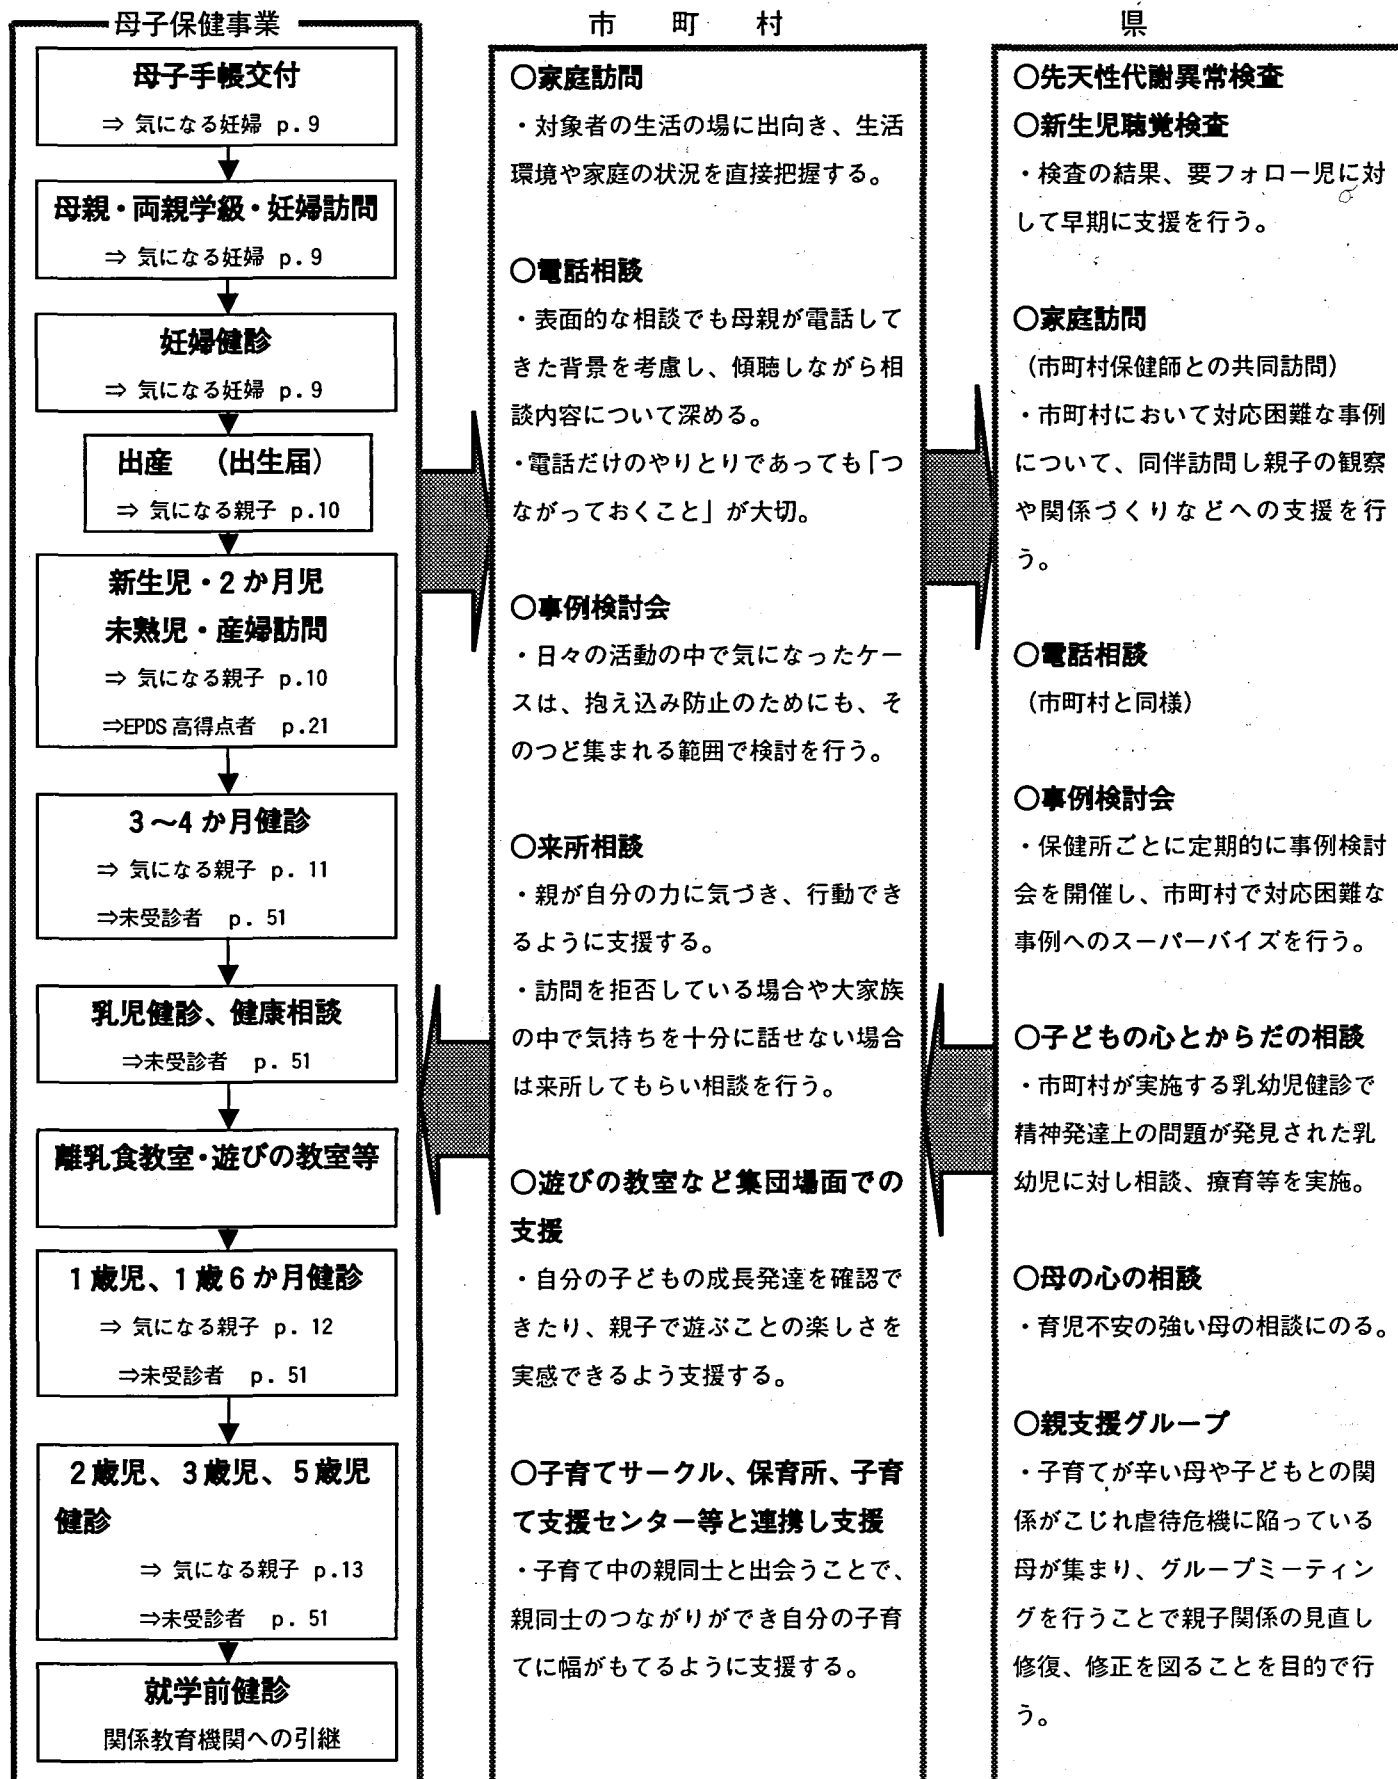 母子保健事業
母子手帳交付
⇒ 気になる妊婦 p.9
母親・両親学級・妊婦訪問
⇒ 気になる妊婦 p.9
妊婦健診
⇒ 気になる妊婦 p.9
出産 (出生届)
⇒ 気になる親子 p.10
新生児・2か月児
未熟児・産婦訪問
⇒ 気になる親子 p.10
⇒EPDS高得点者 p.21
3～4か月健診
⇒ 気になる親子 p.11
⇒未受診者 p.51
乳児健診、健康相談
⇒未受診者 p.51
離乳食教室・遊びの教室等
1歳児、1歳6か月健診
⇒ 気になる親子 p.12
⇒未受診者 p.51
2歳児、3歳児、5歳児
健診
⇒ 気になる親子 p.13
⇒未受診者 p.51
就学前健診
関係教育機関への引継
市町村
○家庭訪問
・対象者の生活の場に出向き、生活
環境や家庭の状況を直接把握する。
○電話相談
・表面的な相談でも母親が電話して
きた背景を考慮し、傾聴しながら相
談内容について深める。
・電話だけのやりとりであっても「つ
ながっておくこと」が大切。
○事例検討会
・日々の活動の中で気になったケー
スは、抱え込み防止のためにも、そ
のつど集まれる範囲で検討を行う。
○来所相談
・親が自分の力に気づき、行動でき
るように支援する。
・訪問を拒否している場合や大家族
の中で気持ちを十分に話せない場合
は来所してもらい相談を行う。
○遊びの教室など集団場面での
支援
・自分の子どもの成長発達を確認で
きたり、親子で遊ぶことの楽しさを
実感できるよう支援する。
○子育てサークル、保育所、子育
て支援センター等と連携し支援
・子育て中の親同士と出会うことで、
親同士のつながりができ自分の子育
てに幅がもてるように支援する。
県
○先天性代謝異常検査
○新生児聴覚検査
・検査の結果、要フォロー児に対
して早期に支援を行う。
○家庭訪問
(市町村保健師との共同訪問)
・市町村において対応困難な事例
について、同伴訪問し親子の観察
や関係づくりなどへの支援を行
う。
○電話相談
(市町村と同様)
○事例検討会
・保健所ごとに定期的に事例検討
会を開催し、市町村で対応困難な
事例へのスーパーバイズを行う。
○子どもの心とからだの相談
・市町村が実施する乳幼児健診で
精神発達上の問題が発見された乳
幼児に対し相談、療育等を実施。
○母の心の相談
・育児不安の強い母の相談にのる。
○親支援グループ
・子育てが辛い母や子どもとの関
係がこじれ虐待危機に陥っている
母が集まり、グループミーティン
グを行うことで親子関係の見直し
修復、修正を図ることを目的で行
う。